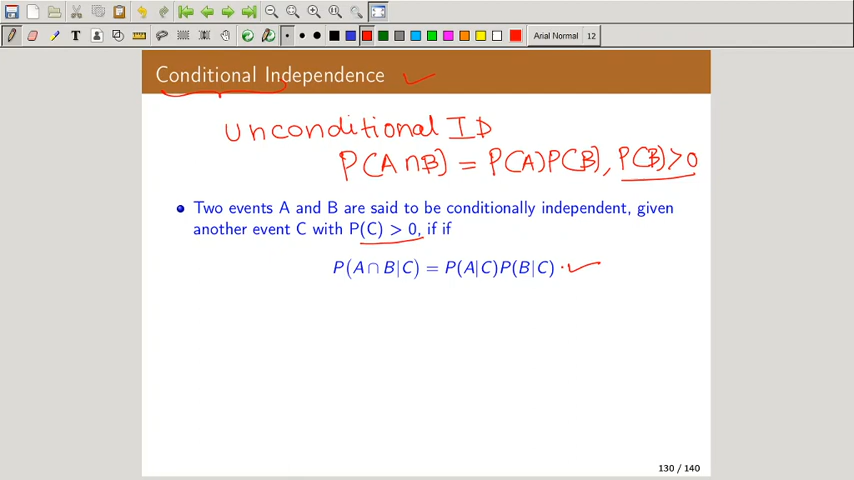 Arial Normal 12
Conditional Independence
Unconditional ID
P(A∩B) = P(A)P(B), P(B)>0
Two events A and B are said to be conditionally independent, given
another event C with P(C) > 0, if if
P(A ∩ B|C) = P(A|C)P(B|C) .
130 / 140